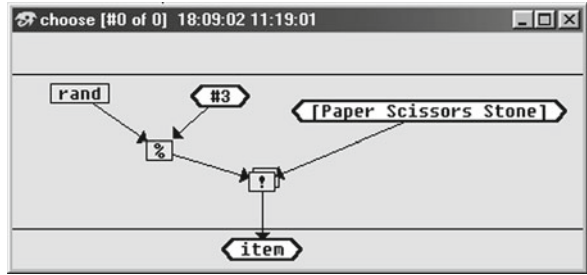 choose [#0 of 0] 18:09:02 11:19:01
rand
#3
[Paper Scissors Stone]
%
!
item